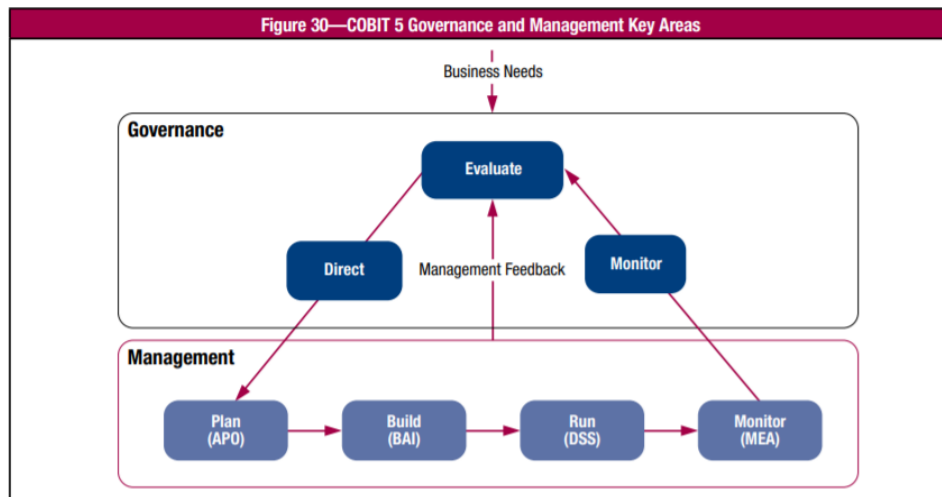 Figure 30—COBIT 5 Governance and Management Key Areas
Business Needs
Governance
Evaluate
Direct
Management Feedback
Monitor
Management
Plan
(APO)
Build
(BAI)
Run
(DSS)
Monitor
(MEA)